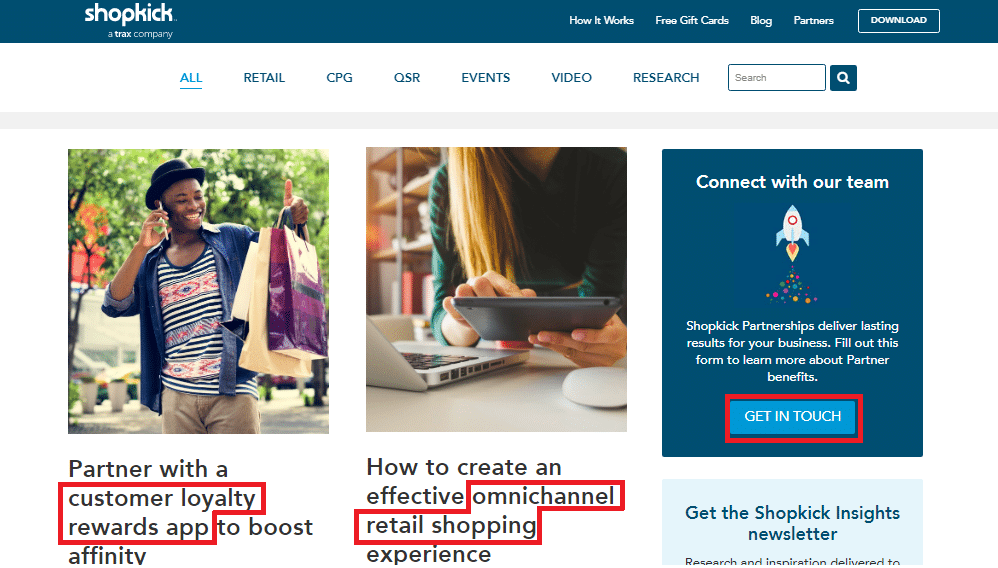 shopkick
a trax company
How It Works
Free Gift Cards
Blog
Partners
DOWNLOAD
ALL
RETAIL
CPG
QSR
EVENTS
VIDEO
RESEARCH
Search
Partner with a
customer loyalty
rewards app to boost
affinity
How to create an
effective omnichannel
retail shopping
experience
Connect with our team
Shopkick Partnerships deliver lasting
results for your business. Fill out this
form to learn more about Partner
benefits.
GET IN TOUCH
Get the Shopkick Insights
newsletter
Research and inspiration delivered to